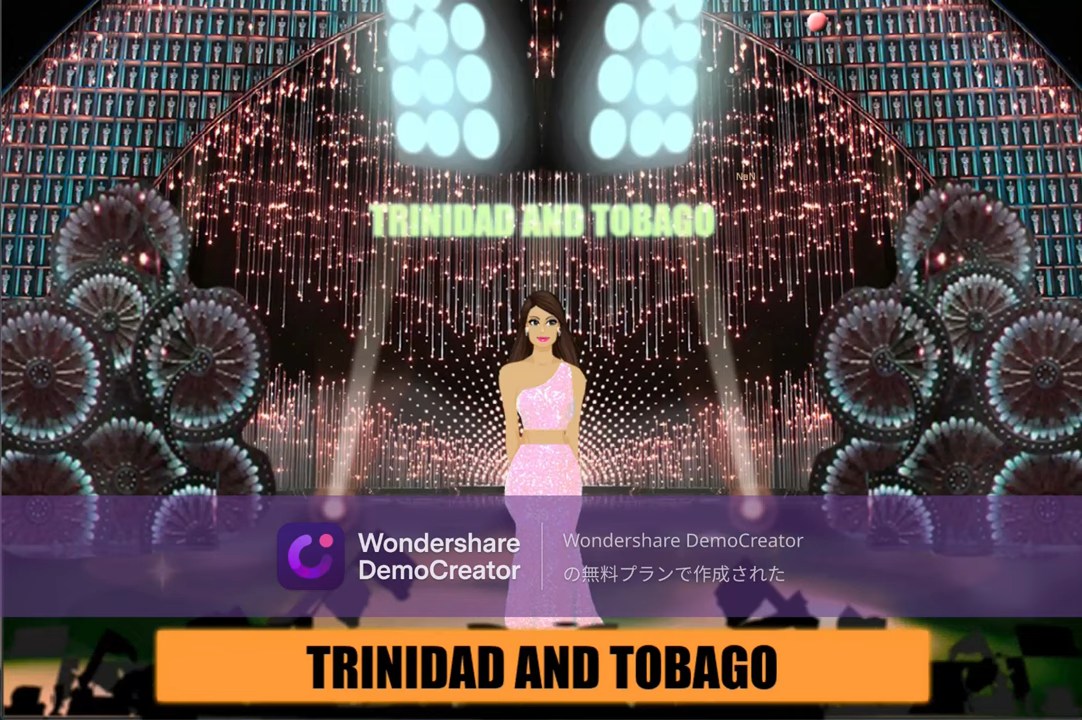 NaN
TRINIDAD AND TOBAGO
Wondershare
DemoCreator
Wondershare DemoCreator
の無料プランで作成された
TRINIDAD AND TOBAGO